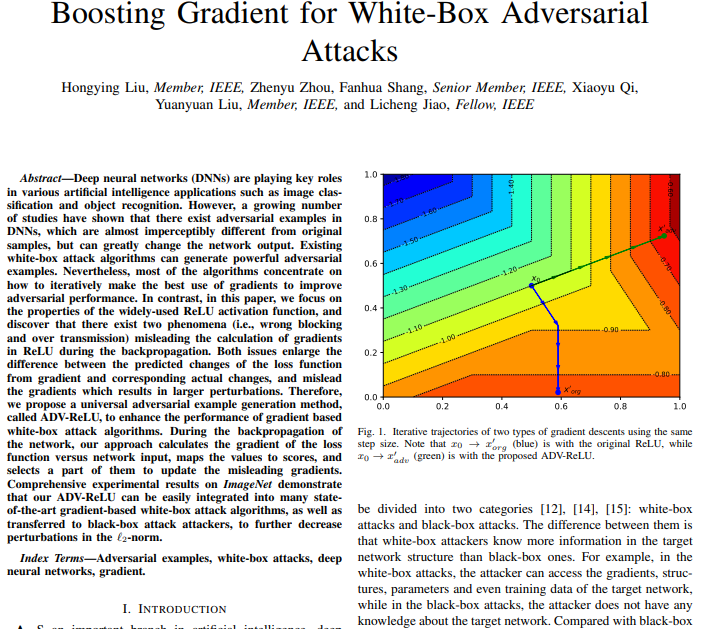 Boosting Gradient for White-Box Adversarial
Attacks
Hongying Liu, Member, IEEE, Zhenyu Zhou, Fanhua Shang, Senior Member, IEEE, Xiaoyu Qi,
Yuanyuan Liu, Member, IEEE, and Licheng Jiao, Fellow, IEEE
Abstract—Deep neural networks (DNNs) are playing key roles
in various artificial intelligence applications such as image clas-
sification and object recognition. However, a growing number
of studies have shown that there exist adversarial examples in
DNNs, which are almost imperceptibly different from original
samples, but can greatly change the network output. Existing
white-box attack algorithms can generate powerful adversarial
examples. Nevertheless, most of the algorithms concentrate on
how to iteratively make the best use of gradients to improve
adversarial performance. In contrast, in this paper, we focus on
the properties of the widely-used ReLU activation function, and
discover that there exist two phenomena (i.e., wrong blocking
and over transmission) misleading the calculation of gradients
in ReLU during the backpropagation. Both issues enlarge the
difference between the predicted changes of the loss function
from gradient and corresponding actual changes, and mislead
the gradients which results in larger perturbations. Therefore,
we propose a universal adversarial example generation method,
called ADV-ReLU, to enhance the performance of gradient based
white-box attack algorithms. During the backpropagation of
the network, our approach calculates the gradient of the loss
function versus network input, maps the values to scores, and
selects a part of them to update the misleading gradients.
Comprehensive experimental results on ImageNet demonstrate
that our ADV-ReLU can be easily integrated into many state-
of-the-art gradient-based white-box attack algorithms, as well as
transferred to black-box attack attackers, to further decrease
perturbations in the ℓ2-norm.
Index Terms—Adversarial examples, white-box attacks, deep
neural networks, gradient.
I. INTRODUCTION
1.0
0.8
0.6
0.4
0.2
0.0
0.0 0.2 0.4 0.6 0.8 1.0
-1.60
-1.50
-1.40
-1.30
-1.20
-1.10
-1.00
-0.90
-0.80
-0.80
-0.70
x0
x'org
Fig. 1. Iterative trajectories of two types of gradient descents using the same
step size. Note that x0 → x'org (blue) is with the original ReLU, while
x0 → x'adv (green) is with the proposed ADV-ReLU.
be divided into two categories [12], [14], [15]: white-box
attacks and black-box attacks. The difference between them is
that white-box attackers know more information in the target
network structure than black-box ones. For example, in the
white-box attacks, the attacker can access the gradients, struc-
tures, parameters and even training data of the target network,
while in the black-box attacks, the attacker does not have any
knowledge about the target network. Compared with black-box